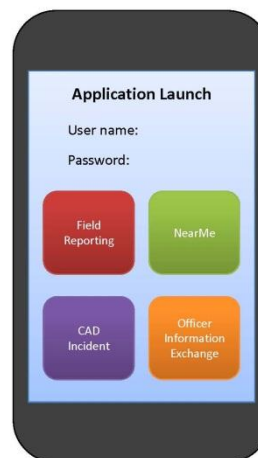 Application Launch
User name:
Password:
Field
Reporting
NearMe
CAD
Incident
Officer
Information
Exchange